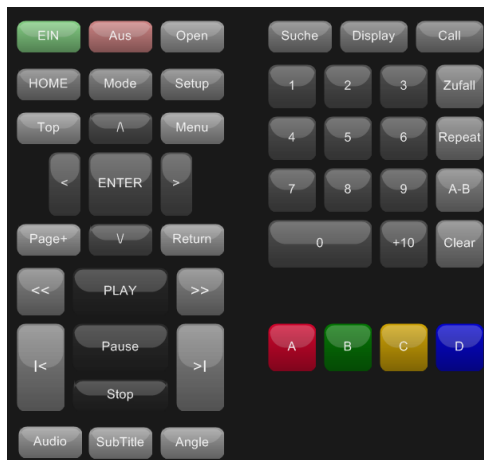 EIN Aus Open Suche Display Call
HOME Mode Setup 1 2 3 Zufall
Top /\ Menu 4 5 6 Repeat
< ENTER > 7 8 9 A-B
Page+ \/ Return 0 +10 Clear
<< PLAY >>
|< Pause >| A B C D
Stop
Audio SubTitle Angle